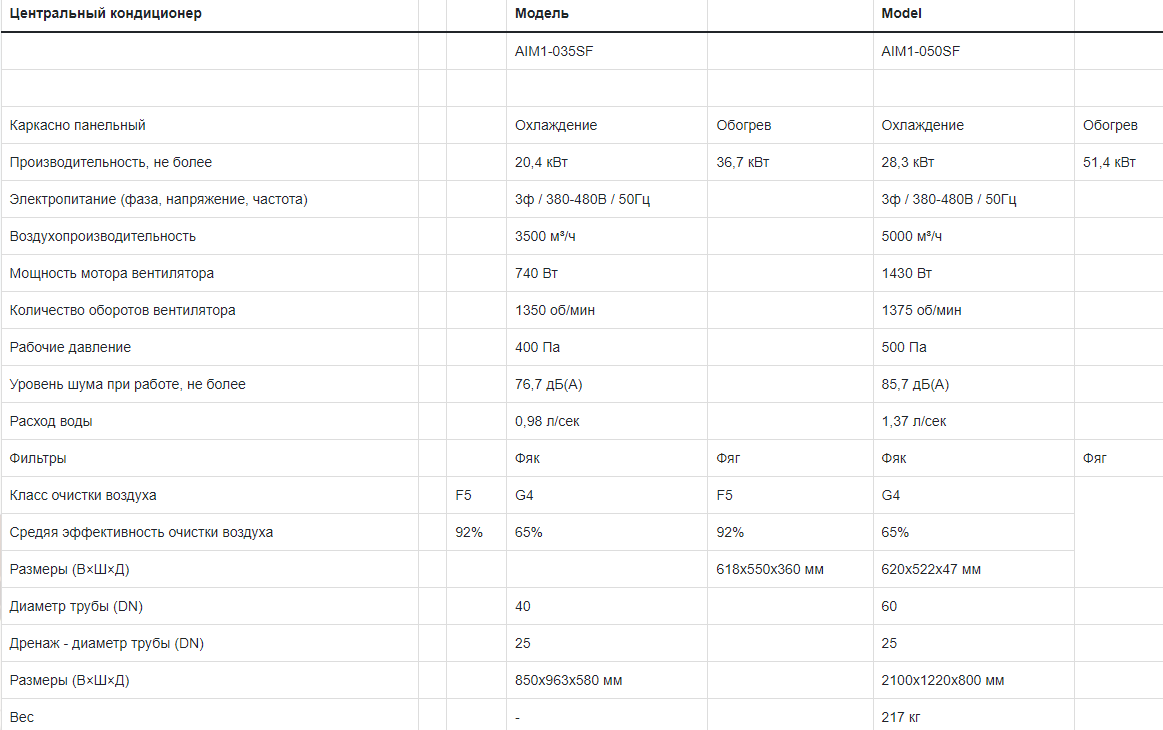 Центральный кондиционер Модель Model
AIM1-035SF AIM1-050SF
Каркасно панельный Охлаждение Обогрев Охлаждение Обогрев
Производительность, не более 20,4 кВт 36,7 кВт 28,3 кВт 51,4 кВт
Электропитание (фаза, напряжение, частота) 3ф / 380-480В / 50Гц 3ф / 380-480В / 50Гц
Воздухопроизводительность 3500 м³/ч 5000 м³/ч
Мощность мотора вентилятора 740 Вт 1430 Вт
Количество оборотов вентилятора 1350 об/мин 1375 об/мин
Рабочие давление 400 Па 500 Па
Уровень шума при работе, не более 76,7 дБ(А) 85,7 дБ(А)
Расход воды 0,98 л/сек 1,37 л/сек
Фильтры Фяк Фяг Фяк Фяг
Класс очистки воздуха F5 G4 F5 G4
Средяя эффективность очистки воздуха 92% 65% 92% 65%
Размеры (В×Ш×Д) 618х550х360 мм 620х522х47 мм
Диаметр трубы (DN) 40 60
Дренаж - диаметр трубы (DN) 25 25
Размеры (В×Ш×Д) 850х963х580 мм 2100х1220х800 мм
Вес - 217 кг